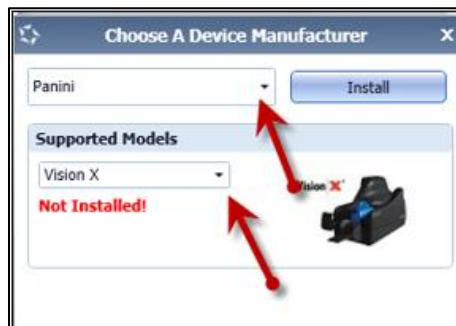 Choose A Device Manufacturer X
Panini
Install
Supported Models
Vision X
Vision X
Not Installed!